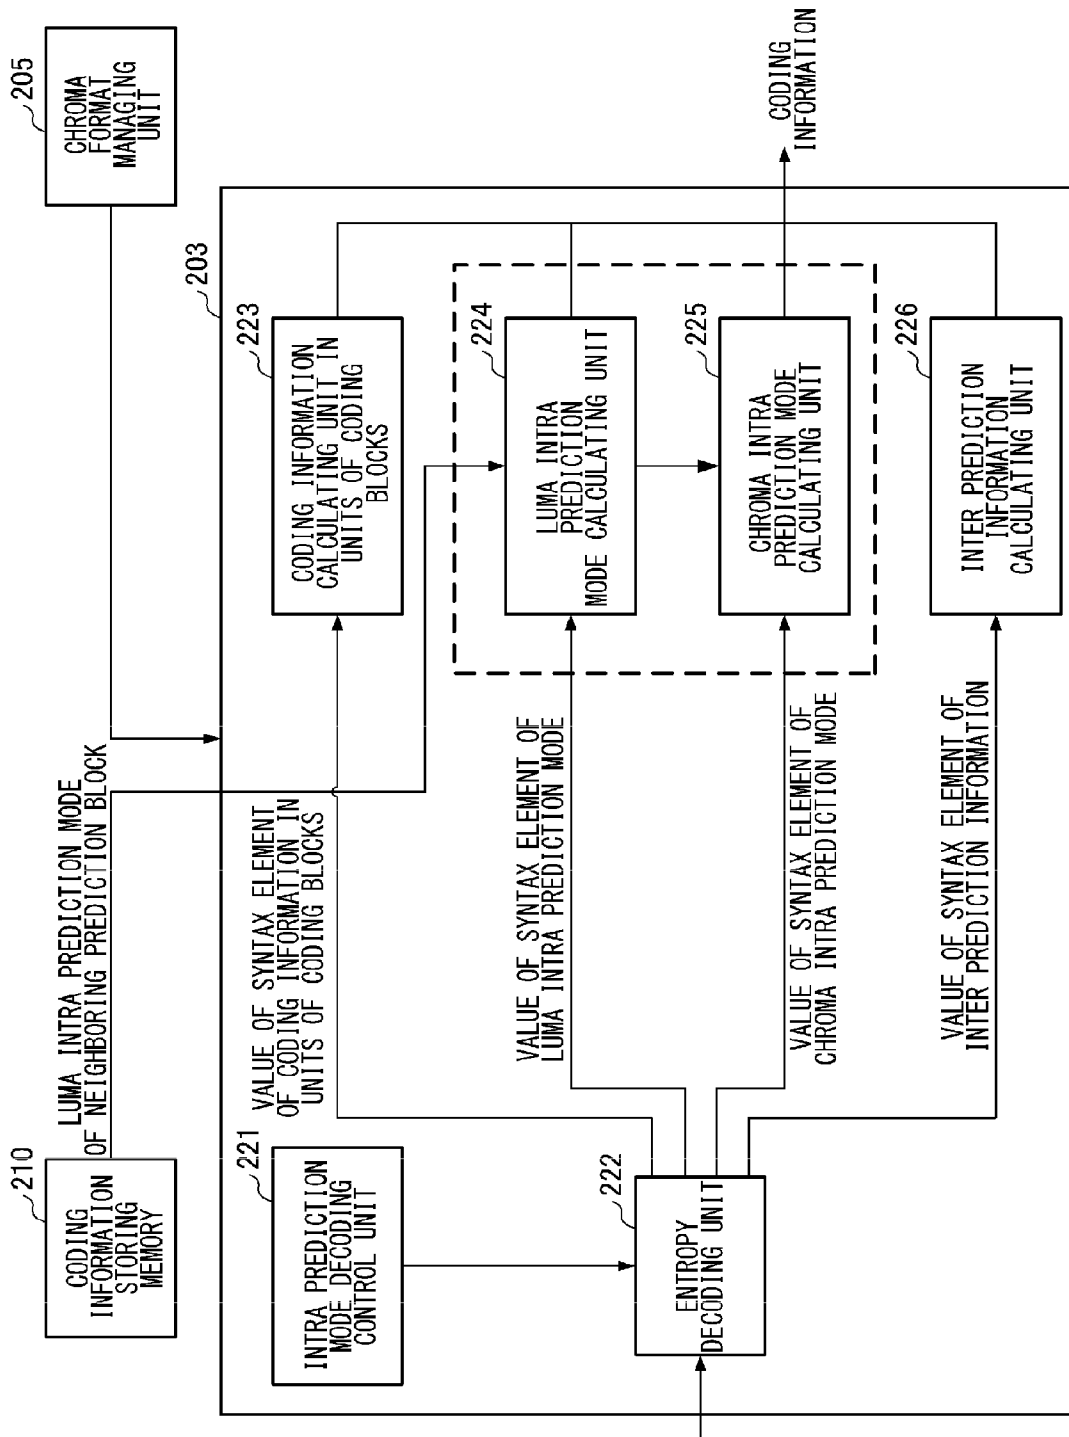 210
CODING
INFORMATION
STORING
MEMORY
LUMA INTRA PREDICTION MODE
OF NEIGHBORING PREDICTION BLOCK
205
CHROMA
FORMAT
MANAGING
UNIT
203
221
INTRA PREDICTION
MODE DECODING
CONTROL UNIT
VALUE OF SYNTAX ELEMENT
OF CODING INFORMATION IN
UNITS OF CODING BLOCKS
223
CODING INFORMATION
CALCULATING UNIT IN
UNITS OF CODING
BLOCKS
222
ENTROPY
DECODING UNIT
VALUE OF SYNTAX ELEMENT OF
LUMA INTRA PREDICTION MODE
224
LUMA INTRA
PREDICTION
MODE CALCULATING UNIT
VALUE OF SYNTAX ELEMENT OF
CHROMA INTRA PREDICTION MODE
225
CHROMA INTRA
PREDICTION MODE
CALCULATING UNIT
CODING
INFORMATION
VALUE OF SYNTAX ELEMENT OF
INTER PREDICTION INFORMATION
226
INTER PREDICTION
INFORMATION
CALCULATING UNIT